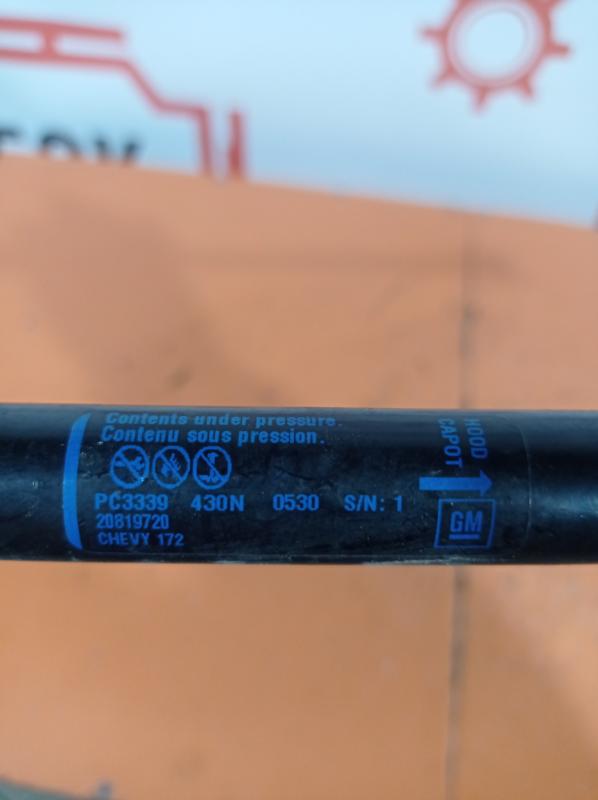 Contents under pressure.
Contenu sous pression.
PC3339 430N 0530 S/N: 1
20819720
CHEVY 172
HOOD
CAPOT
GM